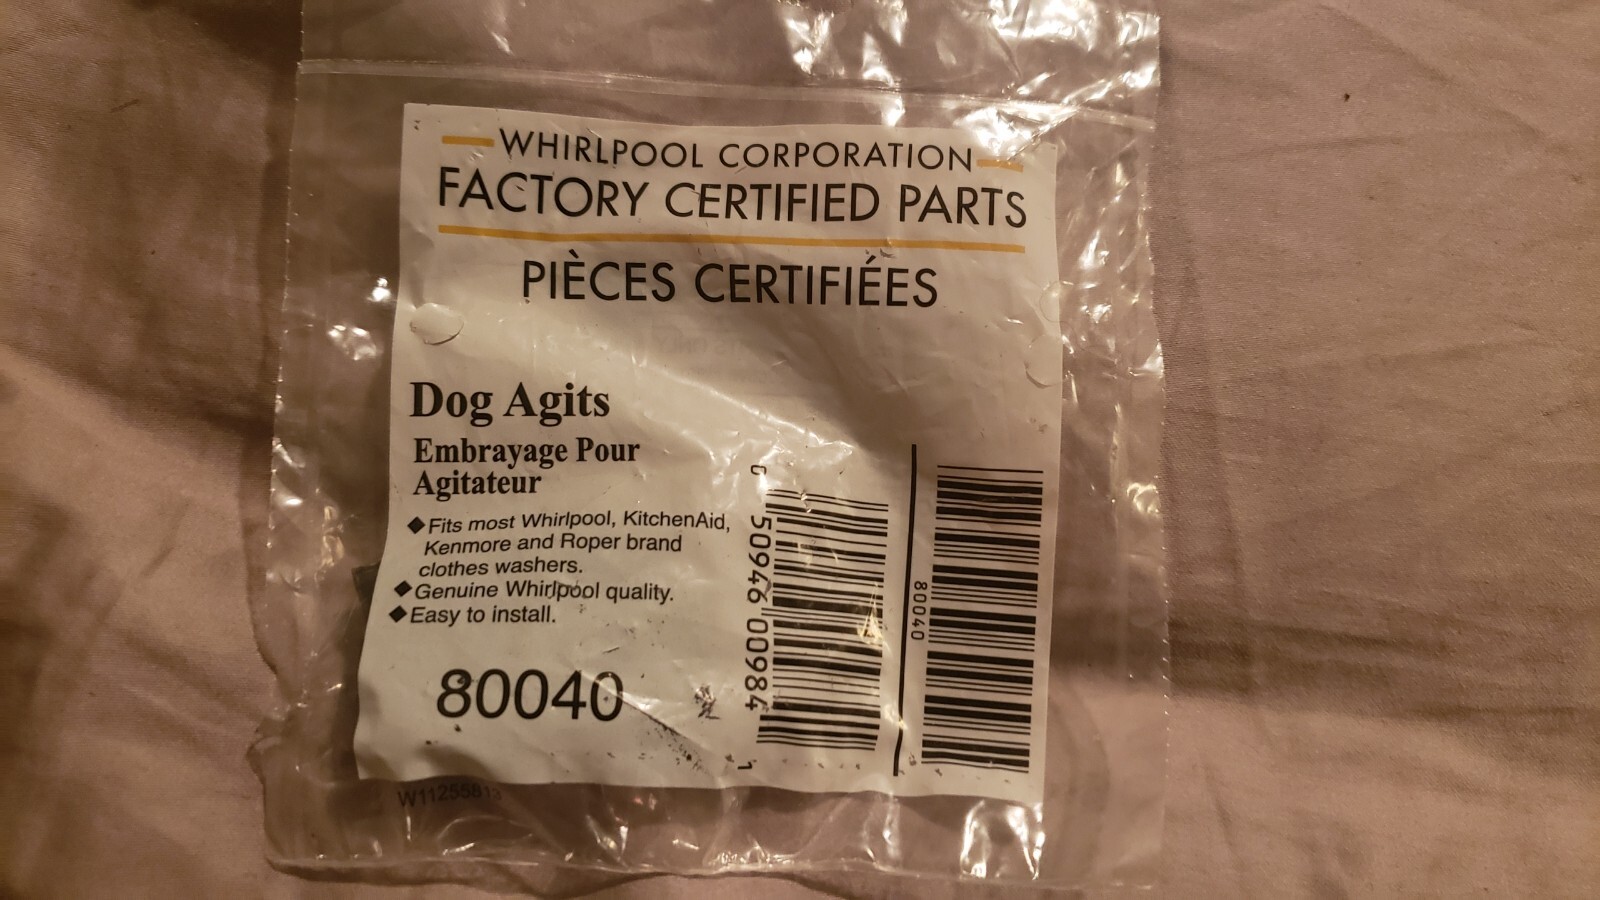 WHIRLPOOL CORPORATION
FACTORY CERTIFIED PARTS
PIÈCES CERTIFIÉES
Dog Agits
Embrayage Pour
Agitateur
◆Fits most Whirlpool, KitchenAid,
Kenmore and Roper brand
clothes washers.
◆Genuine Whirlpool quality.
◆Easy to install.
80040
50946 00984 1
80040